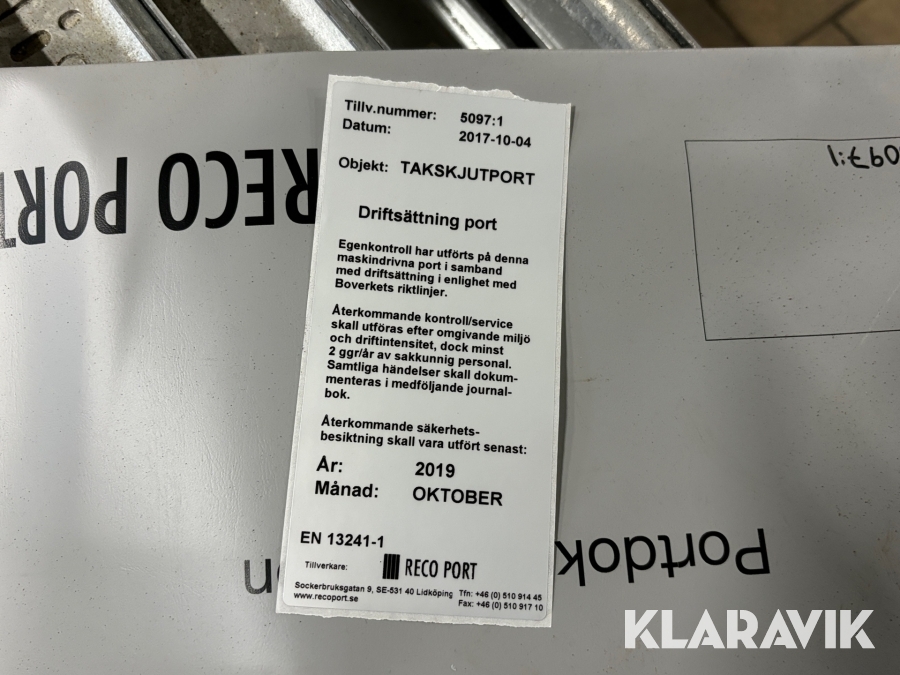 Tillv.nummer: 5097:1
Datum: 2017-10-04
Objekt: TAKSKJUTPORT
Driftsättning port
Egenkontroll har utförts på denna
maskindrivna port i samband
med driftsättning i enlighet med
Boverkets riktlinjer.
Återkommande kontroll/service
skall utföras efter omgivande miljö
och driftintensitet, dock minst
2 ggr/år av sakkunnig personal.
Samtliga händelser skall dokum-
menteras i medföljande journal-
bok.
Återkommande säkerhets-
besiktning skall vara utfört senast:
År: 2019
Månad: OKTOBER
EN 13241-1
Tillverkare: RECO PORT
Sockerbruksgatan 9, SE-531 40 Lidköping Tfn: +46 (0) 510 914 45
www.recoport.se Fax: +46 (0) 510 917 10
RECO PORT
097:1
Portdok
on
KLARAVIK